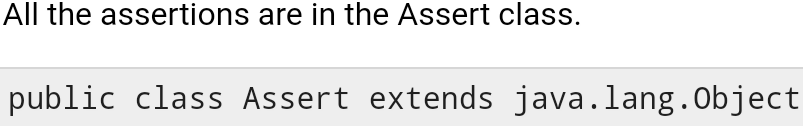 All the assertions are in the Assert class.
public class Assert extends java.lang.Object